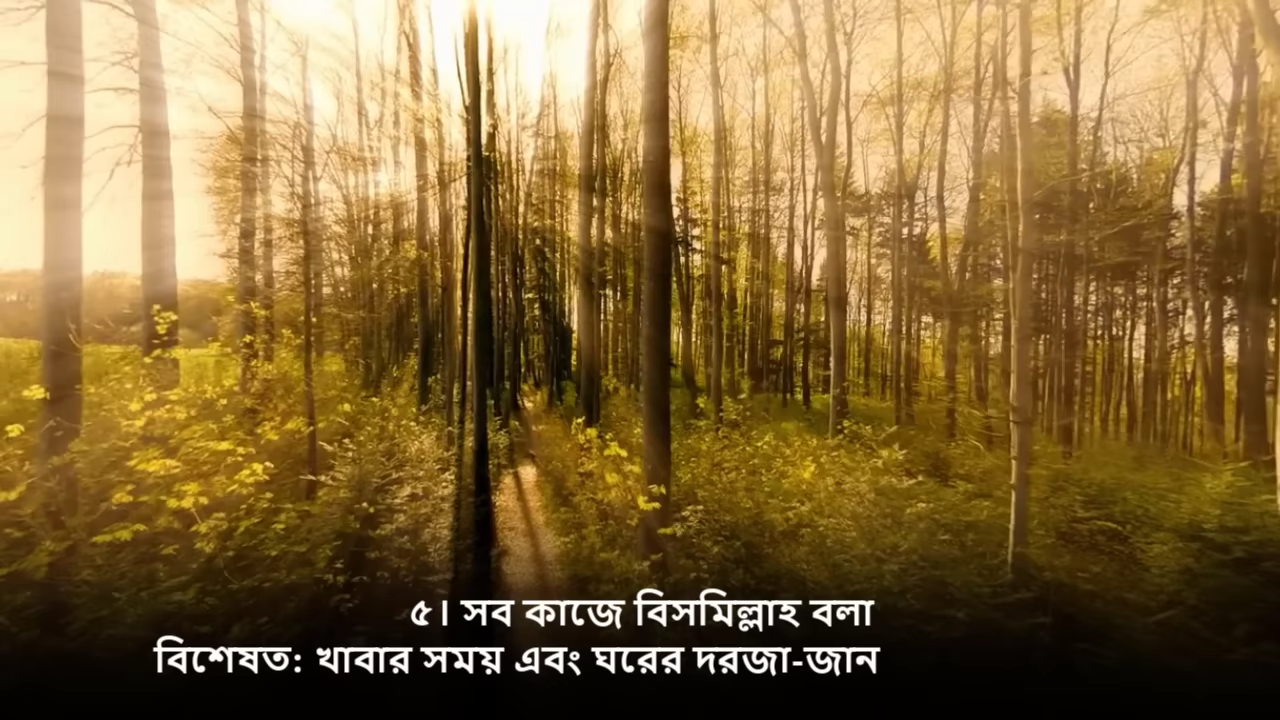 ৫। সব কাজে বিসমিল্লাহ বলা
বিশেষত: খাবার সময় এবং ঘরের দরজা-জান